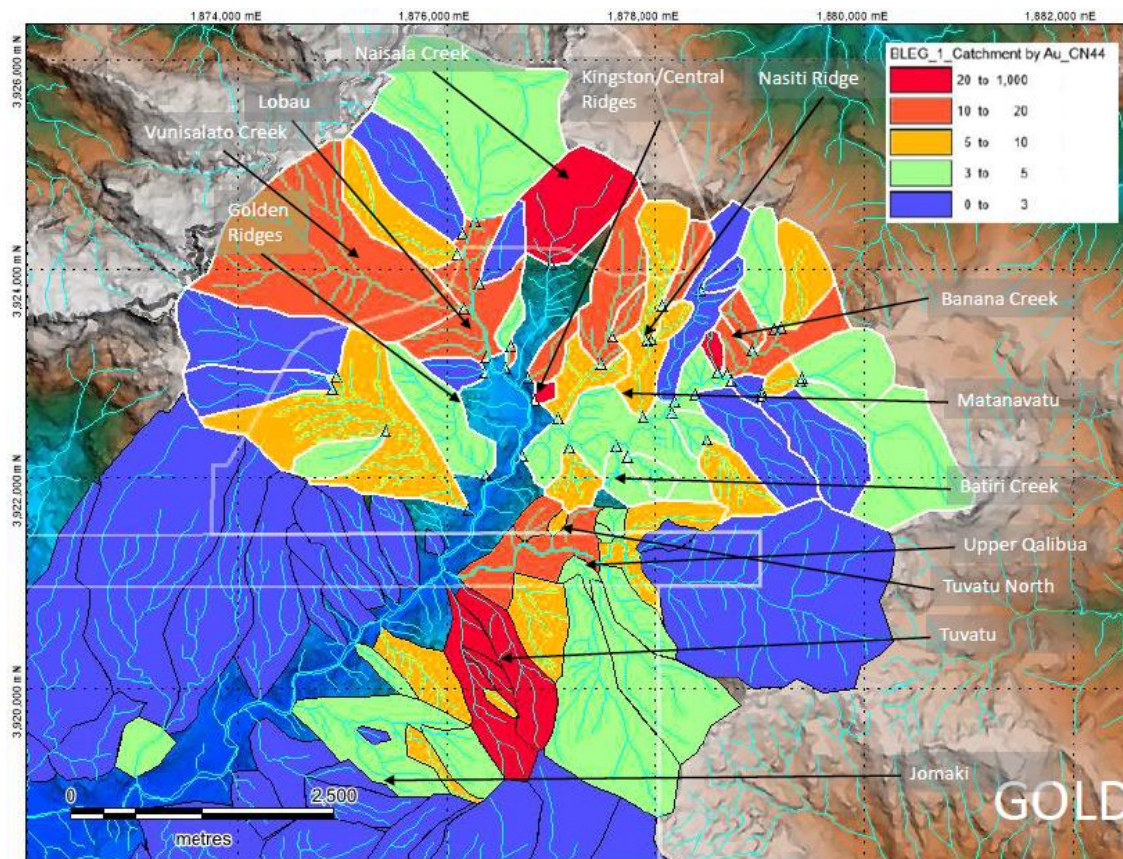 1,874,000 mE
1,876,000 mE
1,878,000 mE
1,880,000 mE
1,882,000 mE
3,926,000 mN
3,924,000 mN
3,922,000 mN
3,920,000 mN
Naisala Creek
Kingston/Central
Ridges
Nasiti Ridge
Lobau
Vunisalato Creek
Golden
Ridges
BLEG_1_Catchment by Au_CN44
20 to 1,000
10 to 20
5 to 10
3 to 5
0 to 3
Banana Creek
Matanavatu
Batiri Creek
Upper Qalibua
Tuvatu North
Tuvatu
Jomaki
0
2,500
metres
GOLD